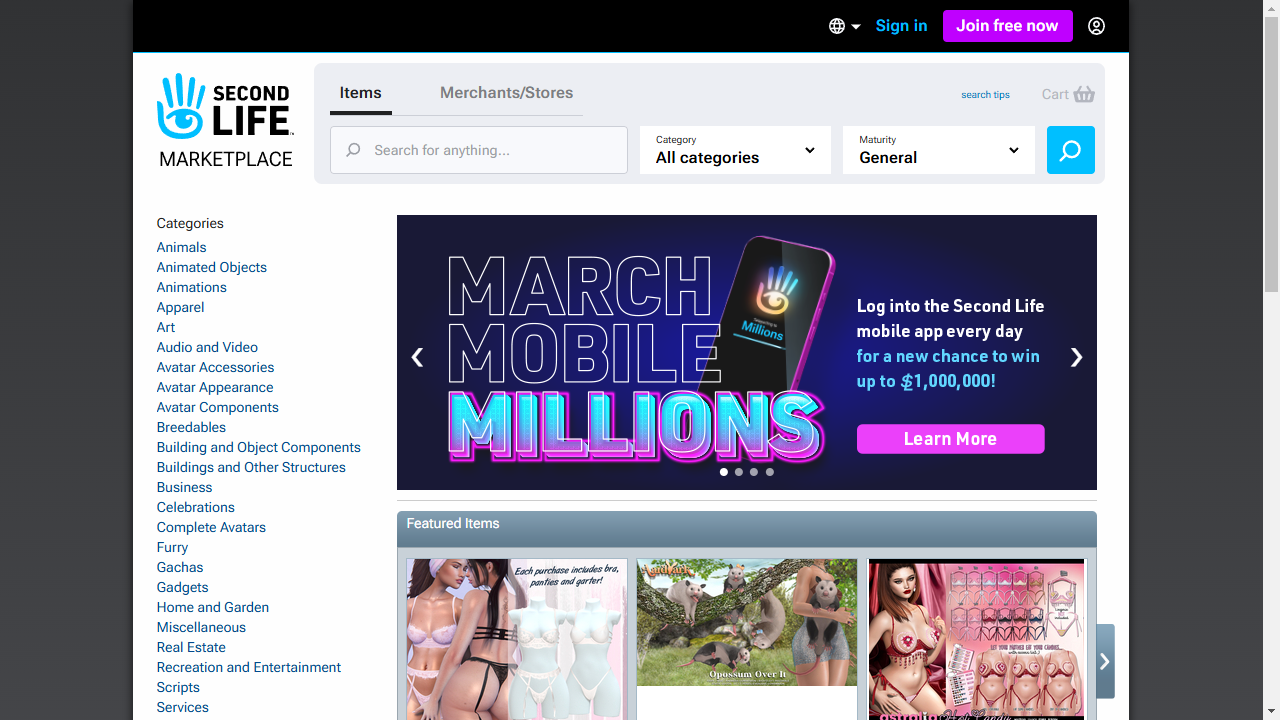 Sign in
Join free now
SECOND
LIFE
MARKETPLACE
Items
Merchants/Stores
search tips
Cart
Search for anything...
Category
All categories
Maturity
General
Categories
Animals
Animated Objects
Animations
Apparel
Art
Audio and Video
Avatar Accessories
Avatar Appearance
Avatar Components
Breedables
Building and Object Components
Buildings and Other Structures
Business
Celebrations
Complete Avatars
Furry
Gachas
Gadgets
Home and Garden
Miscellaneous
Real Estate
Recreation and Entertainment
Scripts
Services
MARCH
MOBILE
MILLIONS
Millions
Log into the Second Life
mobile app every day
for a new chance to win
up to $1,000,000!
Learn More
Featured Items
Each purchase includes bra,
panties and garter!
Opossum Over It